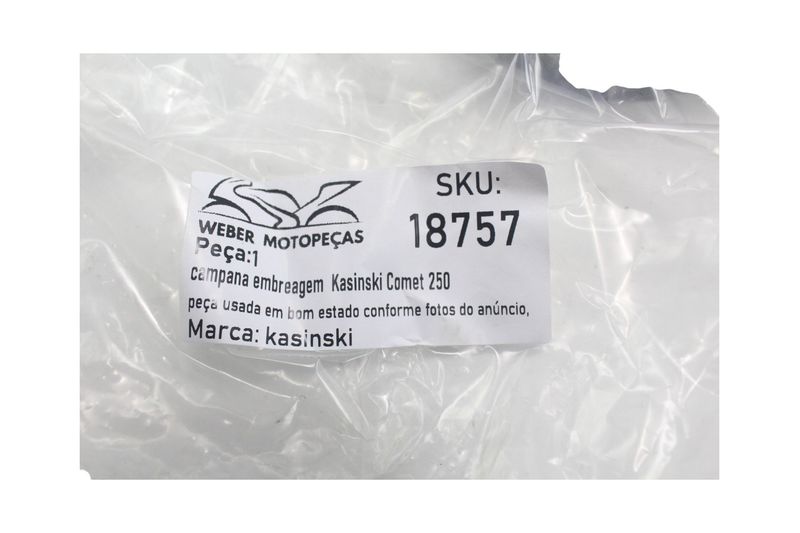 SKU:
18757
WEBER MOTOPEÇAS
Peça:1
campana embreagem Kasinski Comet 250
peça usada em bom estado conforme fotos do anúncio,
Marca: kasinski